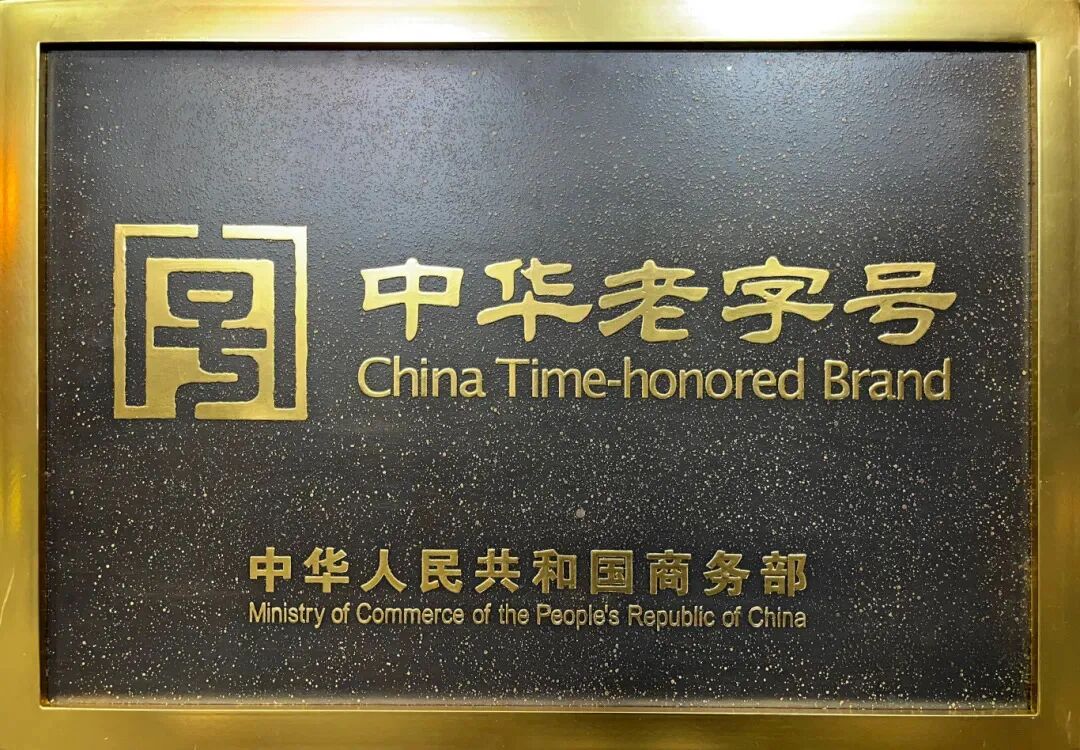 中华老字号
China Time-honored Brand
中华人民共和国商务部
Ministry of Commerce of the People's Republic of China